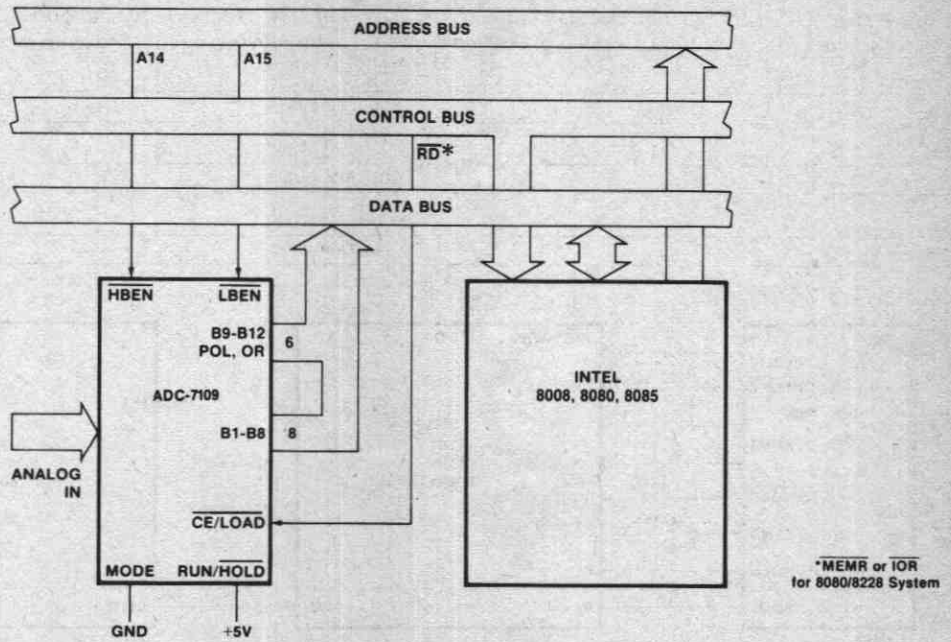 ADDRESS BUS
A14
A15
CONTROL BUS
RD*
DATA BUS
HBEN
LBEN
B9-B12
POL, OR
6
ADC-7109
B1-B8
8
ANALOG
IN
CE/LOAD
MODE
RUN/HOLD
GND
+5V
INTEL
8008, 8080, 8085
*MEMR or IOR
for 8080/8228 System